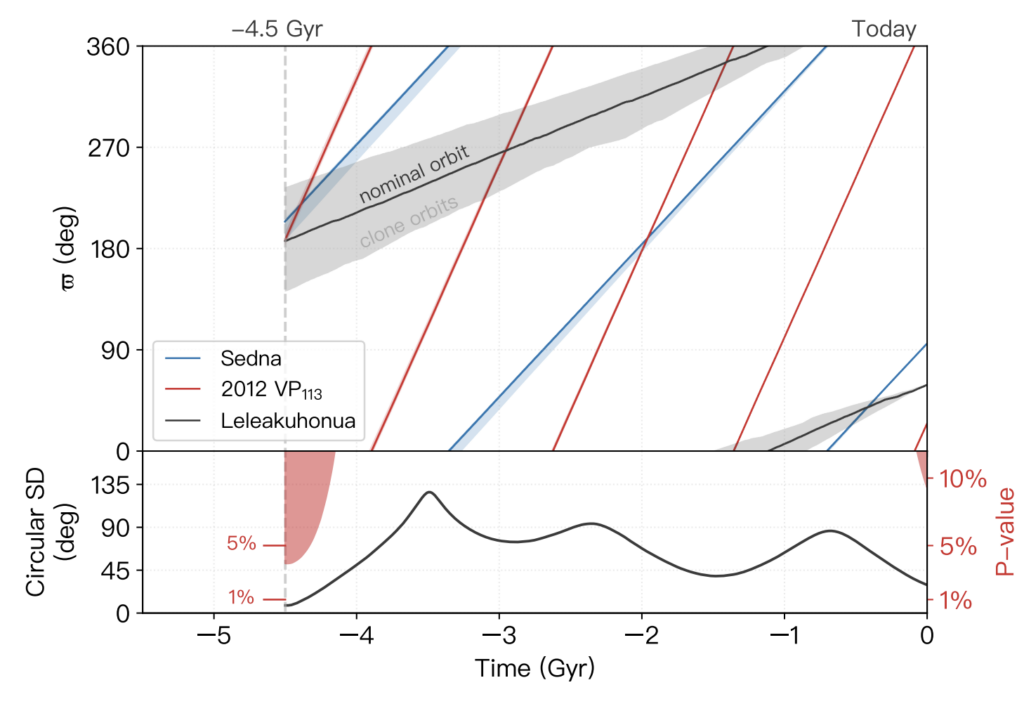 −4.5 Gyr
Today
360
270
180
90
0
ϖ (deg)
nominal orbit
clone orbits
Sedna
2012 VP₁₁₃
Leleakuhonua
135
90
45
0
Circular SD
(deg)
5%
1%
10%
5%
1%
P-value
−5
−4
−3
−2
−1
0
Time (Gyr)